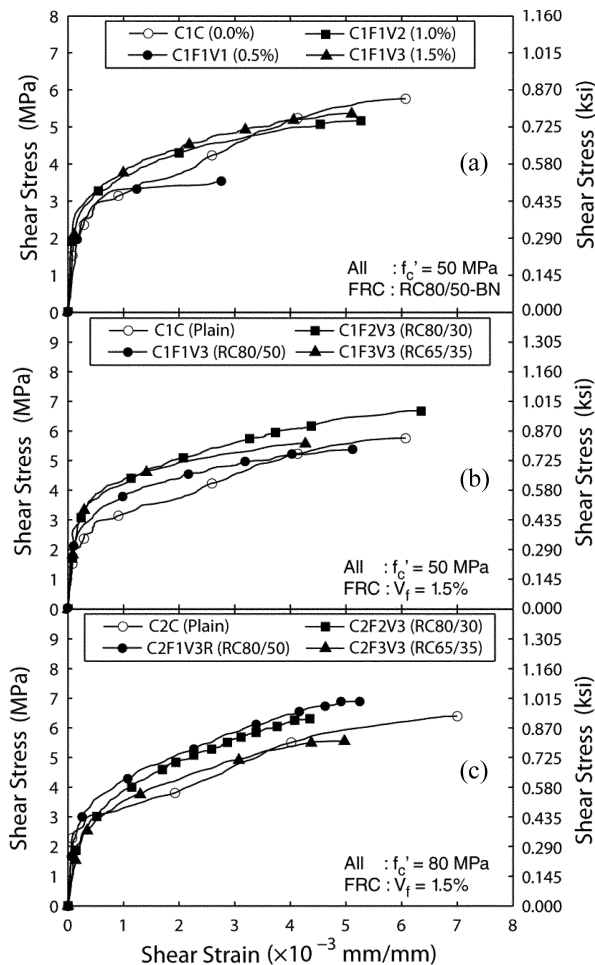 C1C (0.0%) C1F1V2 (1.0%)
C1F1V1 (0.5%) C1F1V3 (1.5%)
8 1.160
7 1.015
6 0.870
5 0.725
4 0.580
3 0.435
2 0.290
1 0.145
0 0.000
Shear Stress (MPa)
Shear Stress (ksi)
(a)
All : fc' = 50 MPa
FRC : RC80/50-BN
C1C (Plain) C1F2V3 (RC80/30)
C1F1V3 (RC80/50) C1F3V3 (RC65/35)
9 1.305
8 1.160
7 1.015
6 0.870
5 0.725
4 0.580
3 0.435
2 0.290
1 0.145
0 0.000
Shear Stress (MPa)
Shear Stress (ksi)
(b)
All : fc' = 50 MPa
FRC : Vf = 1.5%
C2C (Plain) C2F2V3 (RC80/30)
C2F1V3R (RC80/50) C2F3V3 (RC65/35)
9 1.305
8 1.160
7 1.015
6 0.870
5 0.725
4 0.580
3 0.435
2 0.290
1 0.145
0 0.000
Shear Stress (MPa)
Shear Stress (ksi)
(c)
All : fc' = 80 MPa
FRC : Vf = 1.5%
0 1 2 3 4 5 6 7 8
Shear Strain (×10⁻³ mm/mm)